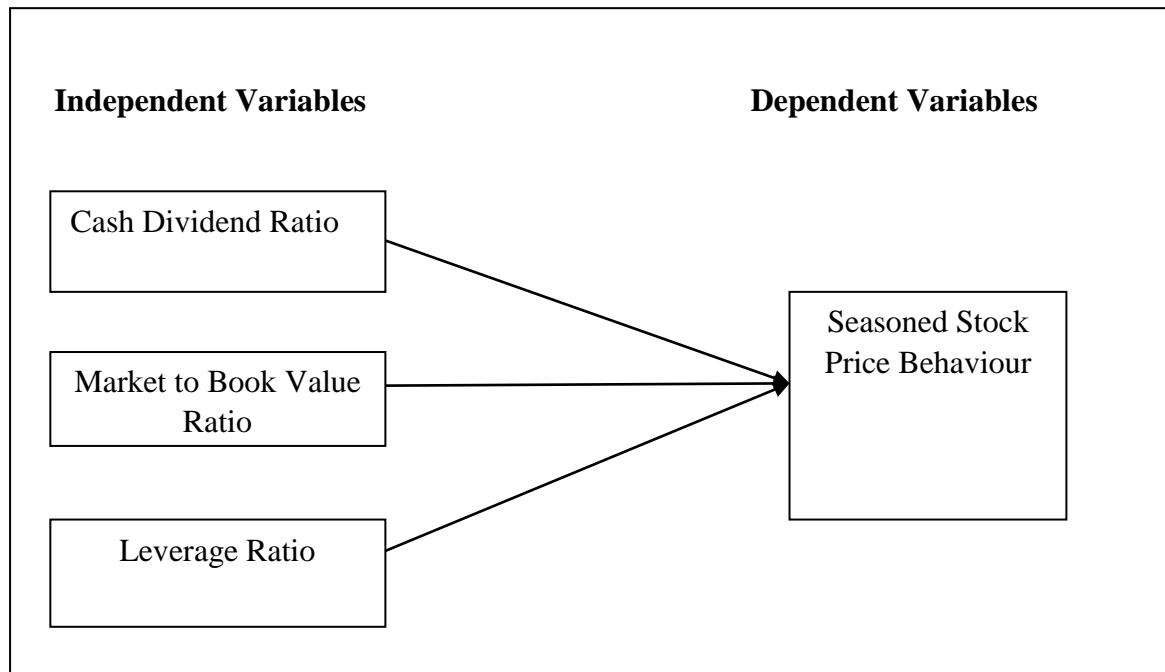 Independent Variables
Dependent Variables
Cash Dividend Ratio
Market to Book Value
Ratio
Leverage Ratio
Seasoned Stock
Price Behaviour